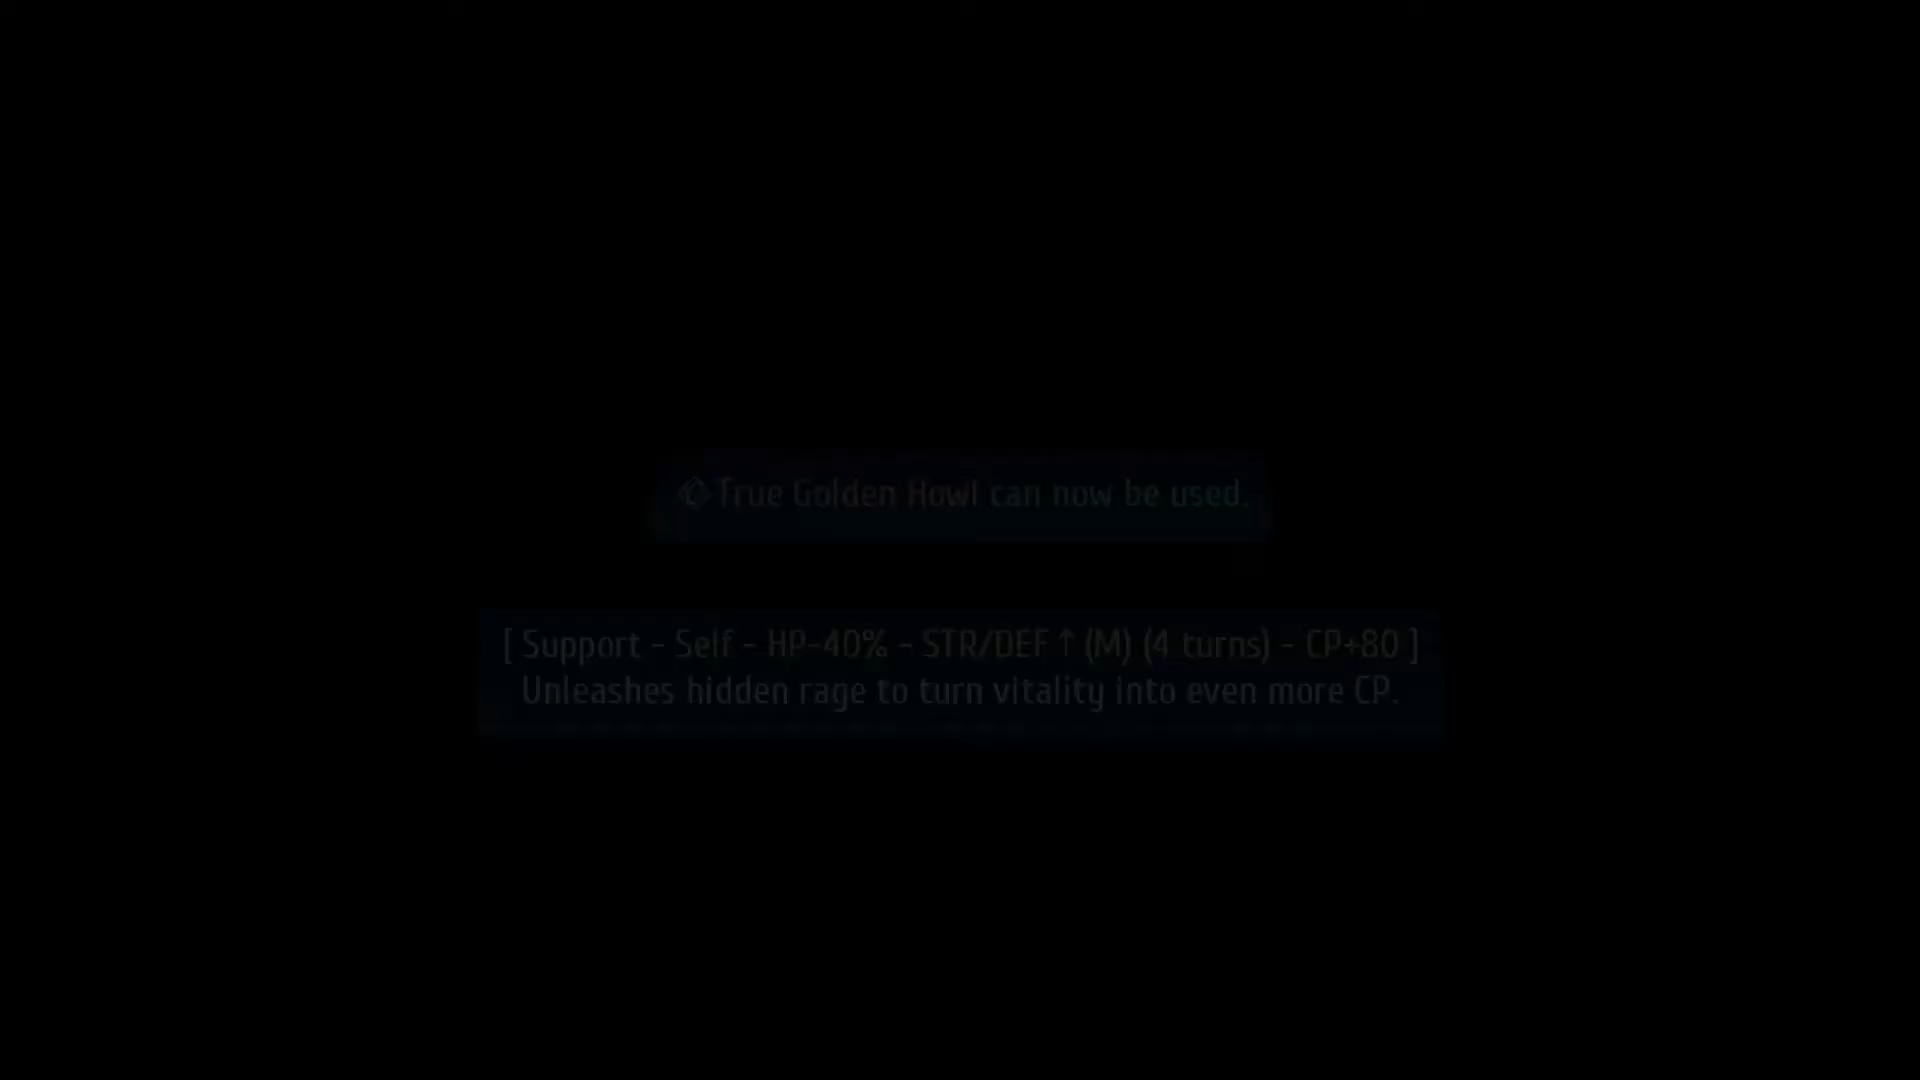 True Golden Howl can now be used.
[ Support - Self - HP-40% - STR/DEF↑(M) (4 turns) - CP+80 ]
Unleashes hidden rage to turn vitality into even more CP.